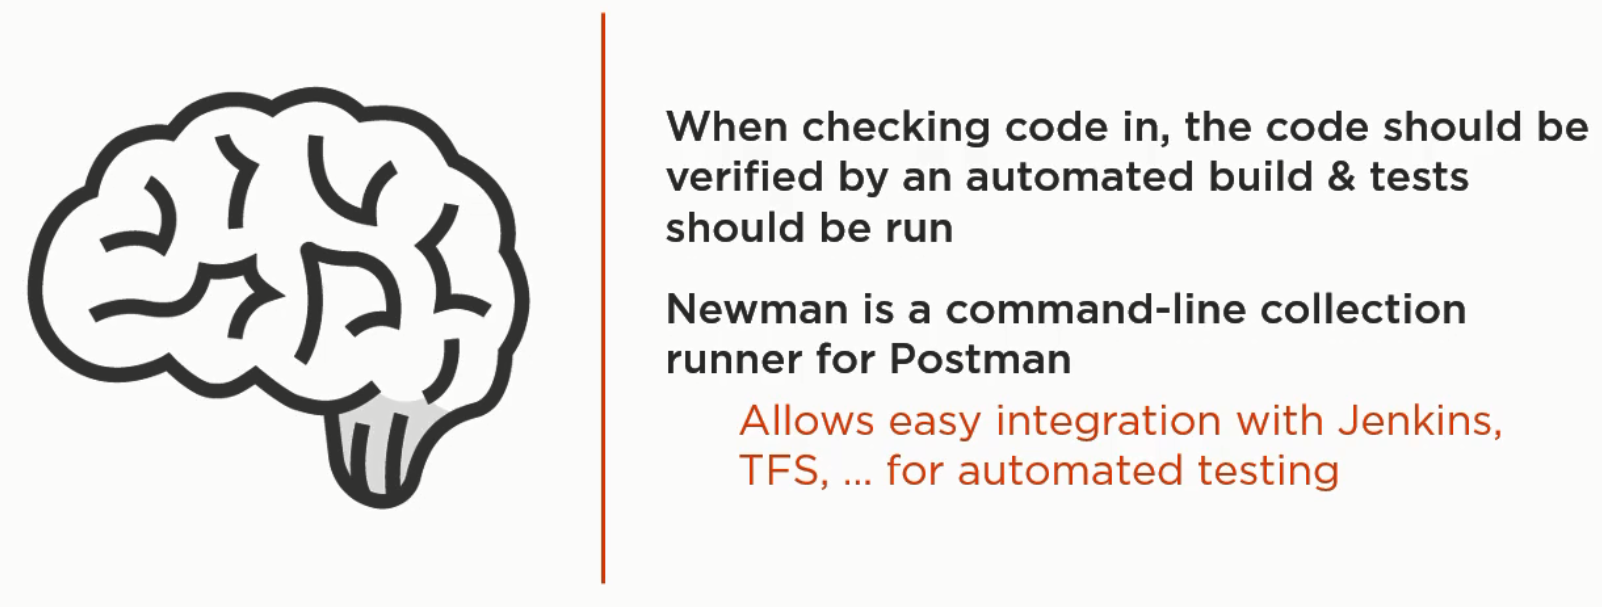 When checking code in, the code should be
verified by an automated build & tests
should be run
Newman is a command-line collection
runner for Postman
Allows easy integration with Jenkins,
TFS, ... for automated testing